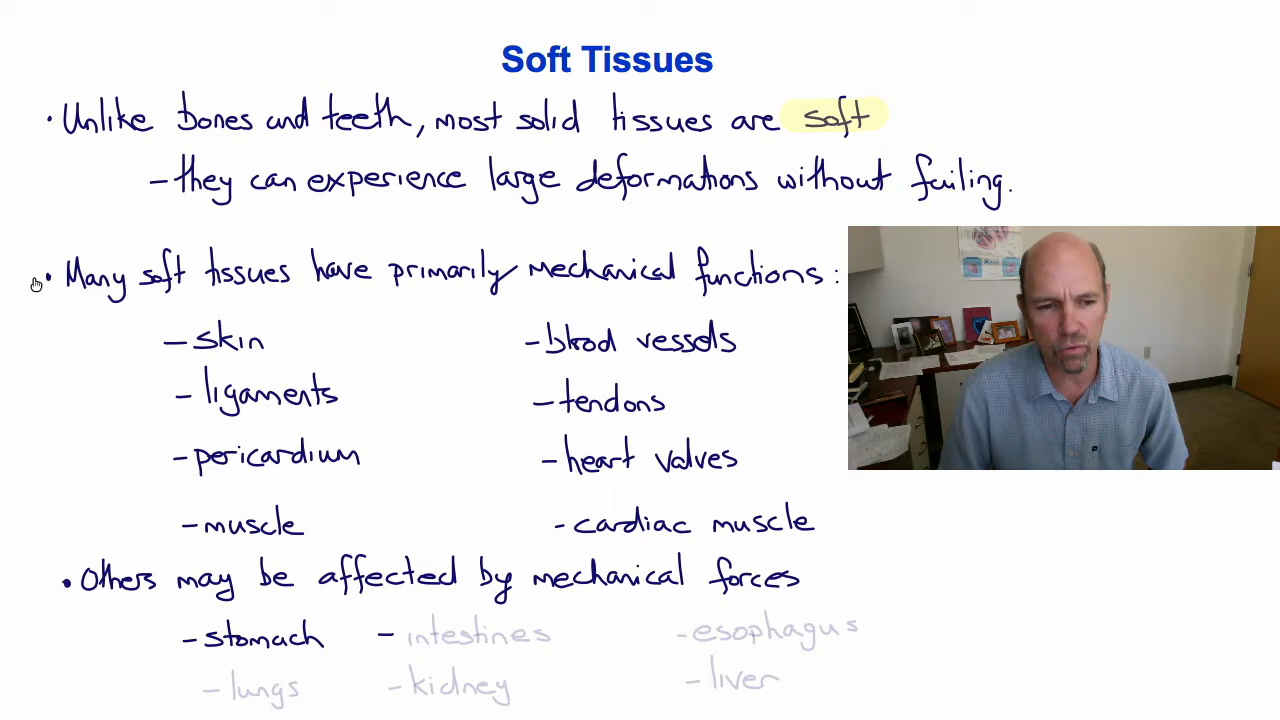 Soft Tissues
• Unlike bones and teeth, most solid tissues are soft
– they can experience large deformations without failing.
• Many soft tissues have primarily mechanical functions:
– skin – blood vessels
– ligaments – tendons
– pericardium – heart valves
– muscle – cardiac muscle
• Others may be affected by mechanical forces
– stomach – intestines – esophagus
– lungs – kidney – liver